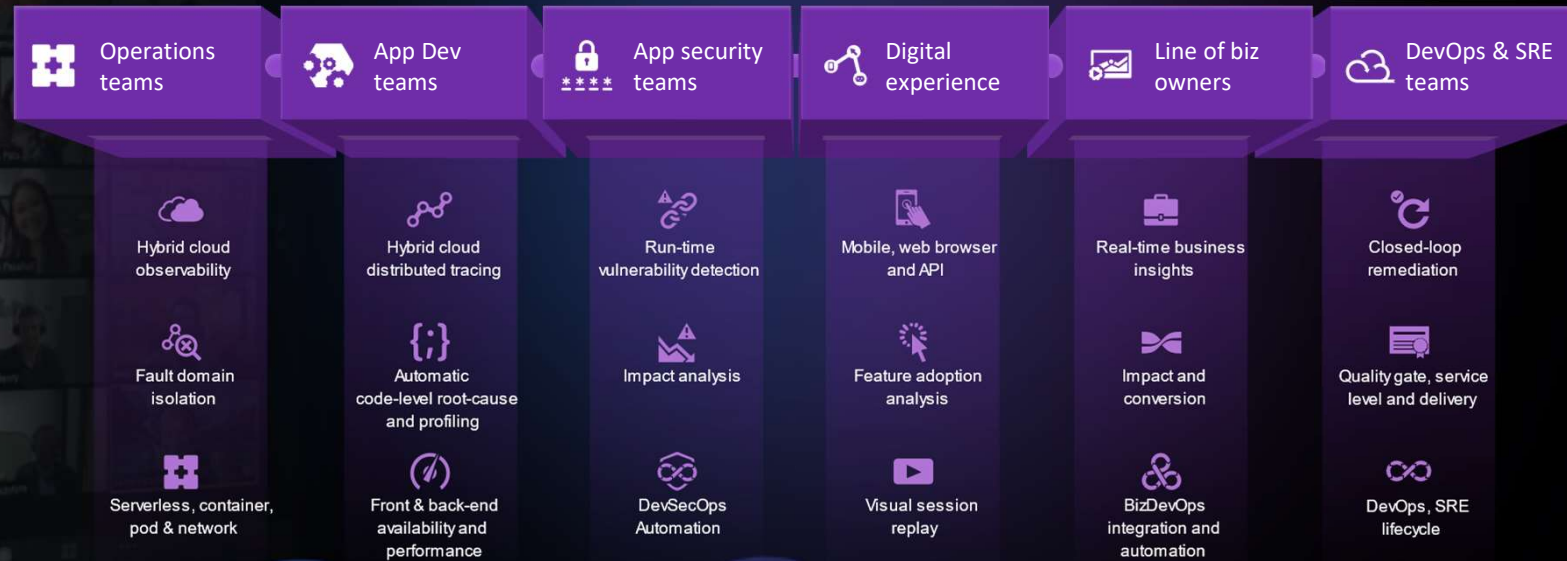 Operations
teams
App Dev
teams
App security
teams
Digital
experience
Line of biz
owners
DevOps & SRE
teams
Hybrid cloud
observability
Hybrid cloud
distributed tracing
Run-time
vulnerability detection
Mobile, web browser
and API
Real-time business
insights
Closed-loop
remediation
Fault domain
isolation
Automatic
code-level root-cause
and profiling
Impact analysis
Feature adoption
analysis
Impact and
conversion
Quality gate, service
level and delivery
Serverless, container,
pod & network
Front & back-end
availability and
performance
DevSecOps
Automation
Visual session
replay
BizDevOps
integration and
automation
DevOps, SRE
lifecycle